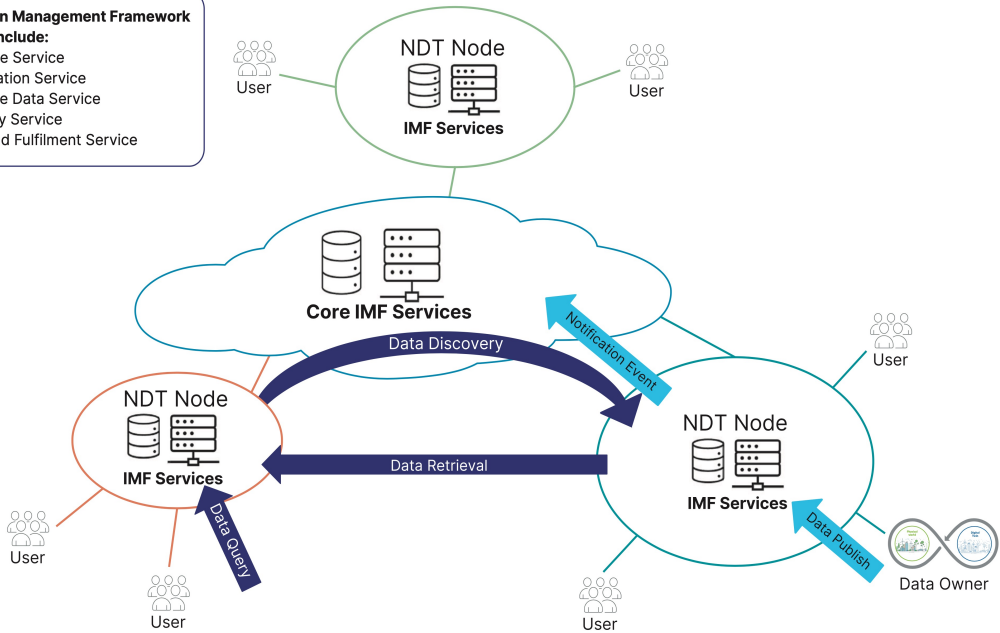 n Management Framework
nclude:
e Service
ation Service
e Data Service
y Service
d Fulfilment Service
NDT Node
IMF Services
User
User
Core IMF Services
Notification Event
Data Discovery
User
NDT Node
IMF Services
NDT Node
IMF Services
Data Retrieval
Data Query
Data Publish
User
User
User
Data Owner